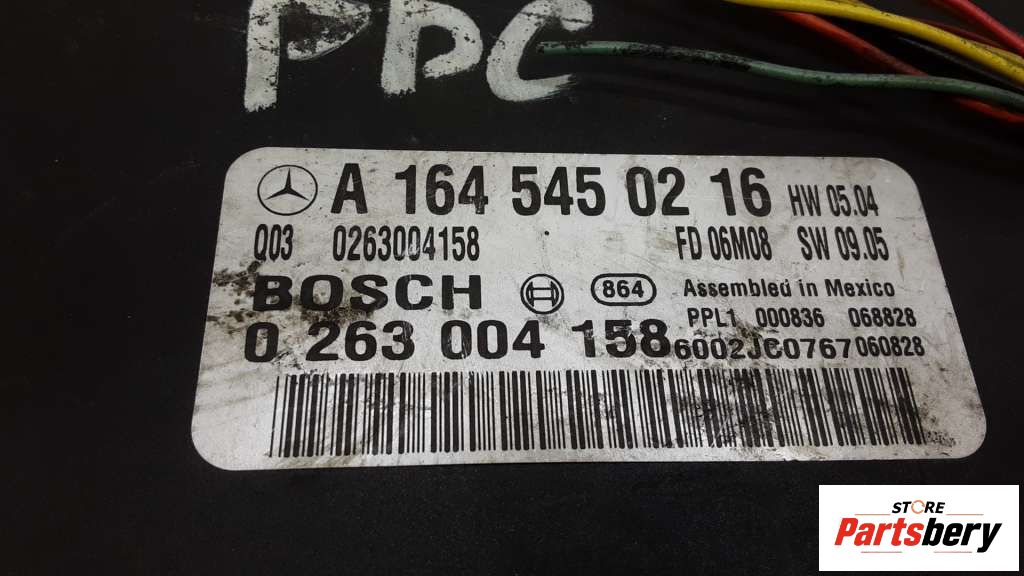 PDC
A 164 545 02 16 HW 05.04
Q03 0263004158 FD 06M08 SW 09.05
BOSCH 864 Assembled in Mexico
PPL1 000836 068828
0 263 004 158 6002JC0767 060828
STORE
Partsbery